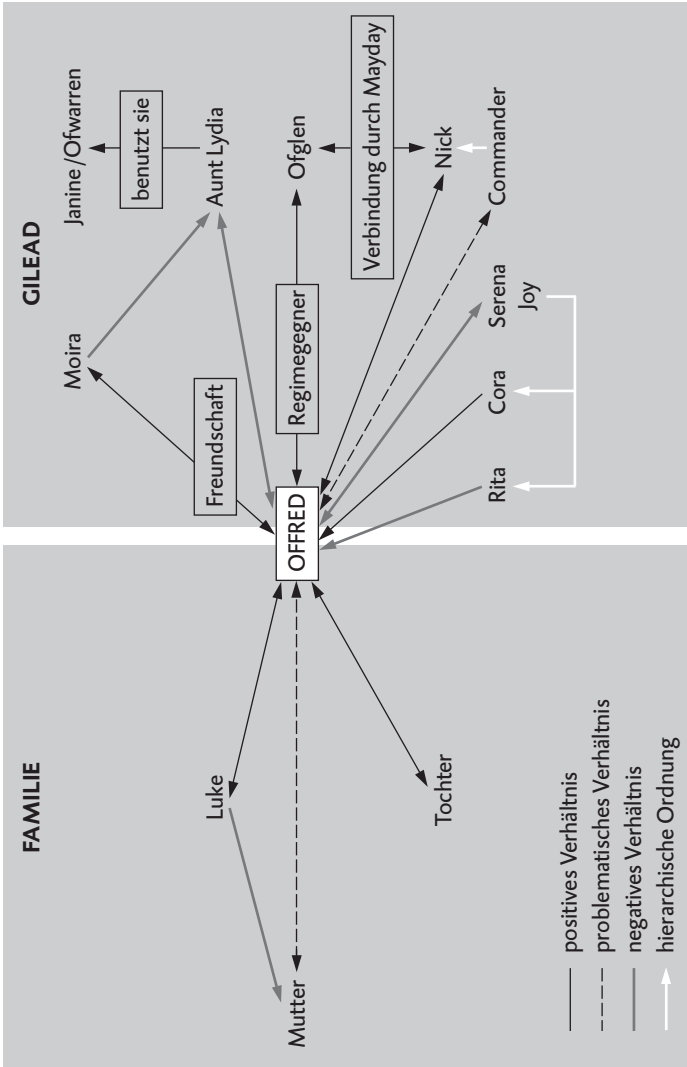 FAMILIE
GILEAD
Luke
Mutter
Tochter
OFFRED
Freundschaft
Moira
Janine/Ofwarren
benutzt sie
Aunt Lydia
Regimegegner
Ofglen
Verbindung durch Mayday
Nick
Commander
Serena
Joy
Cora
Rita
positives Verhältnis
problematisches Verhältnis
negatives Verhältnis
hierarchische Ordnung